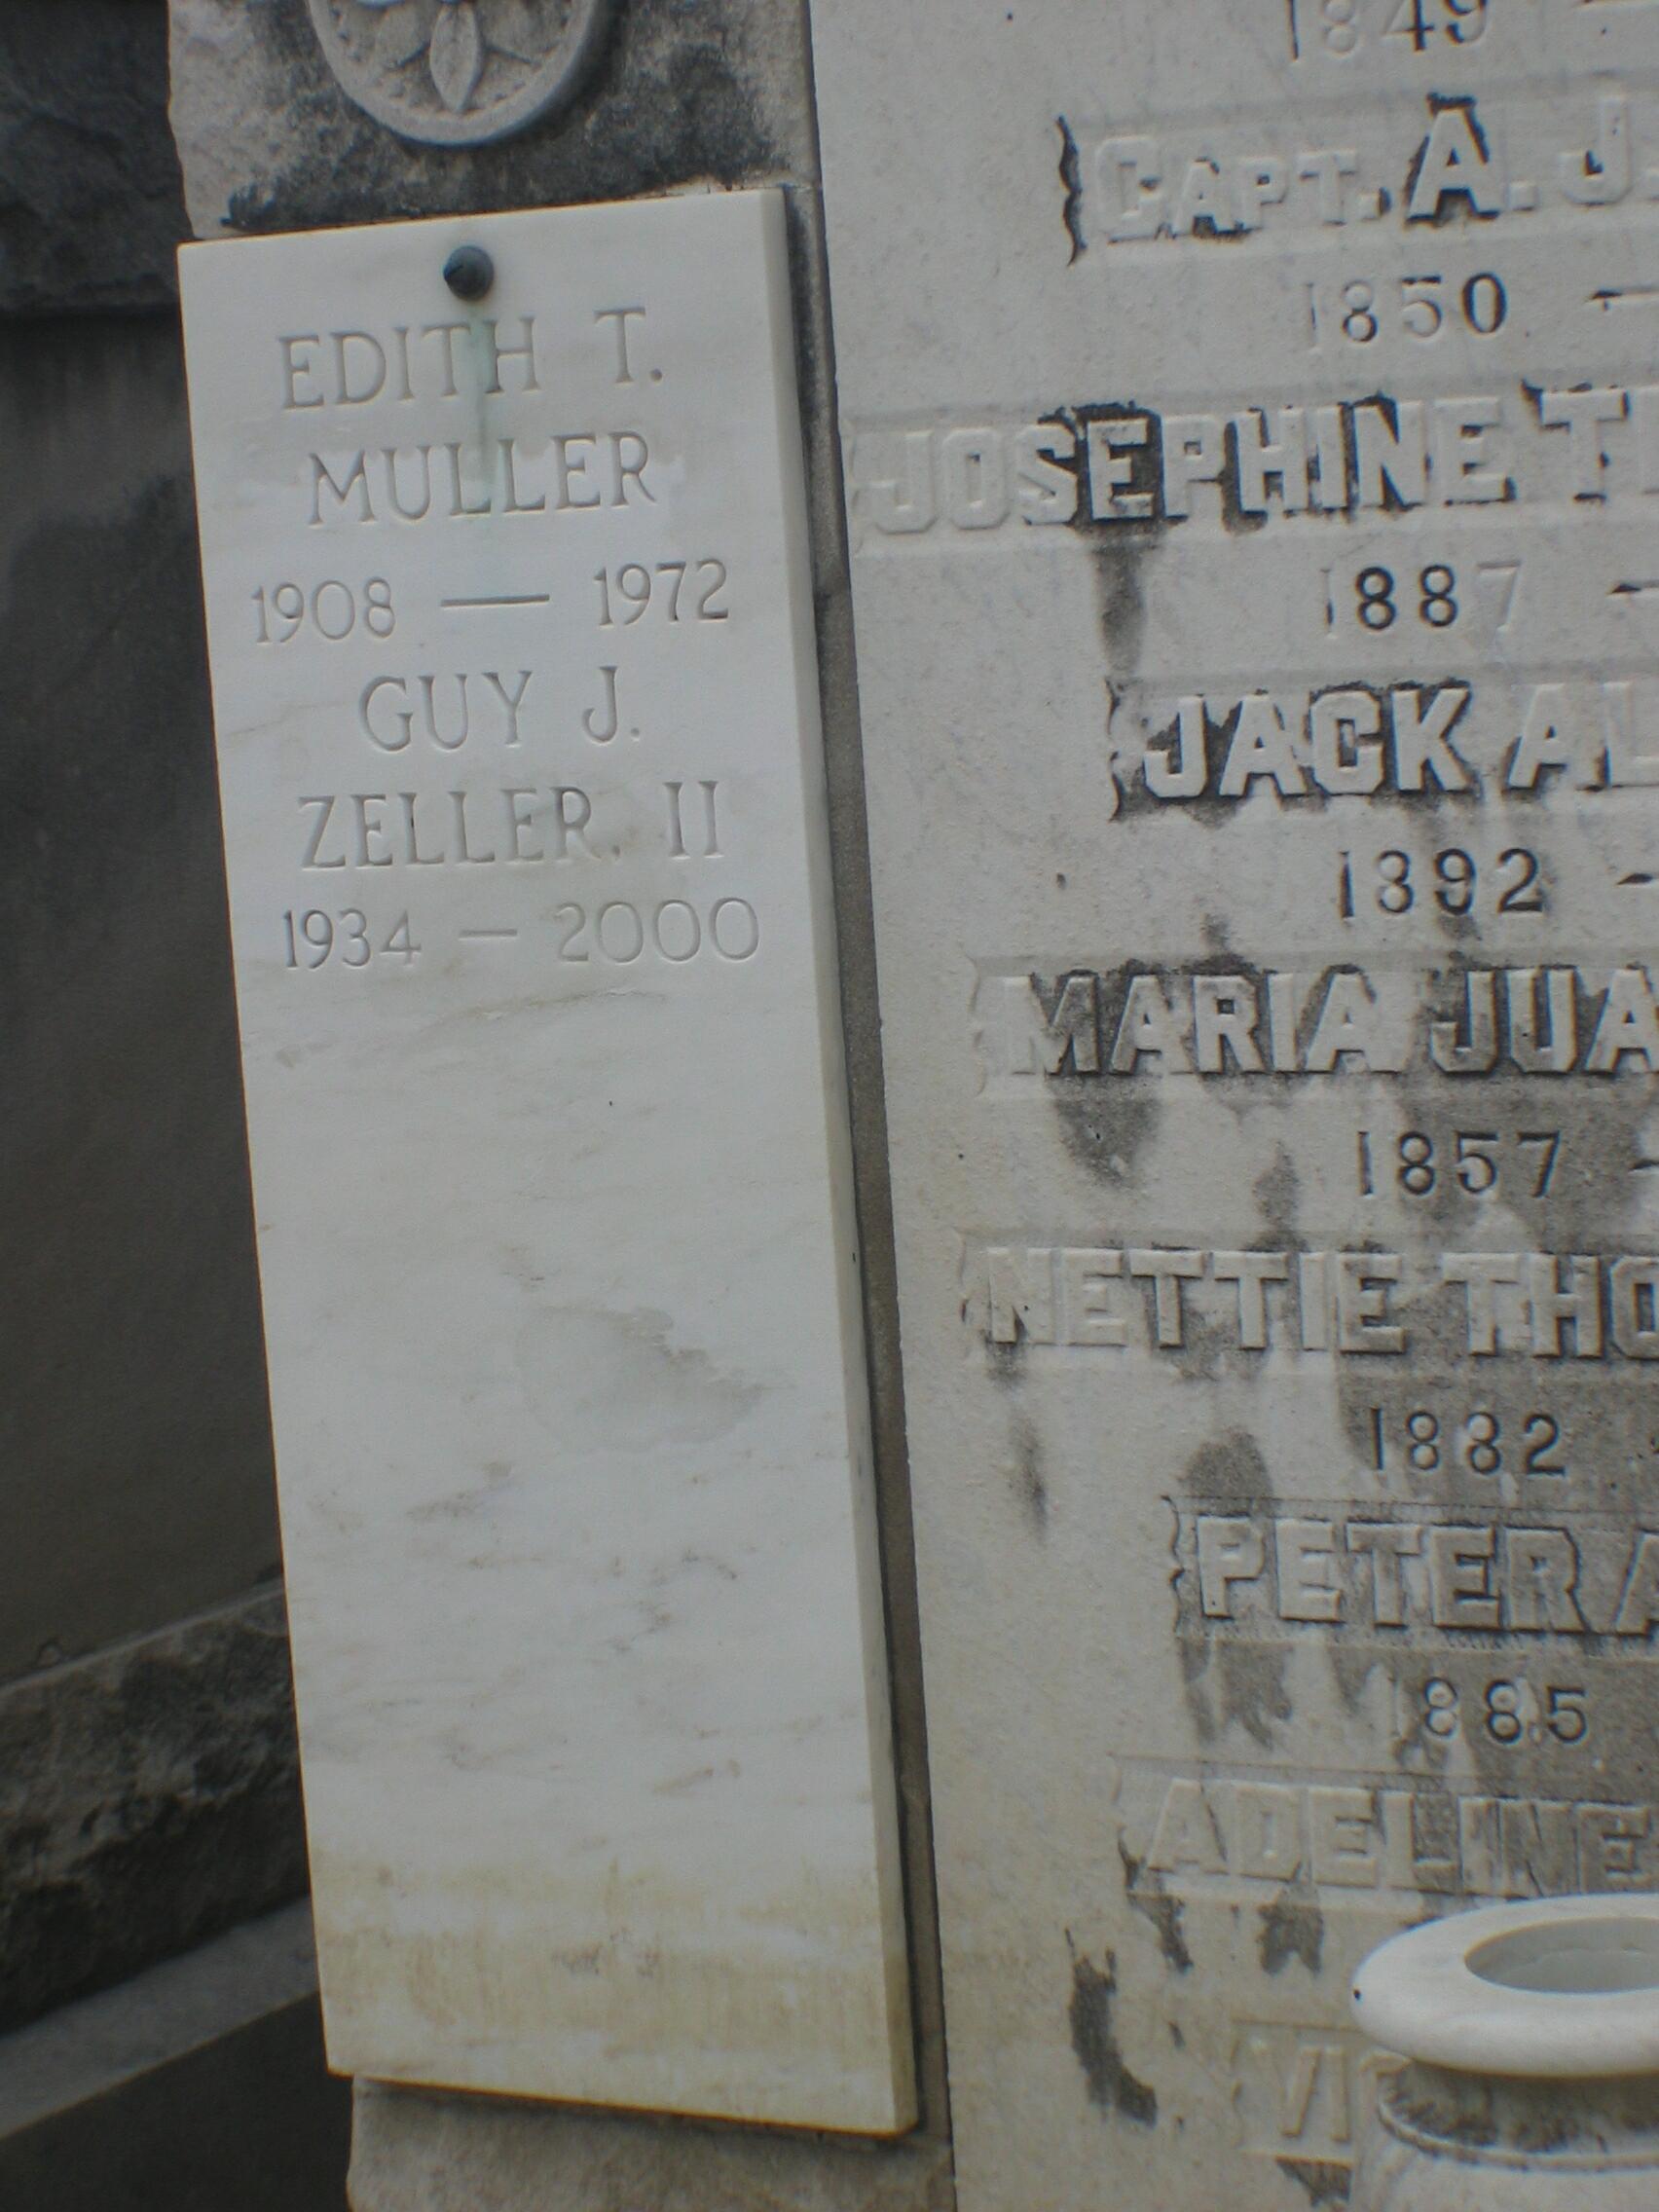 EDITH T.
MULLER
1908 — 1972
GUY J.
ZELLER. II
1934 — 2000
1849 —
CAPT. A. J.
1850 —
JOSEPHINE
1887 —
JACK
1892 —
MARIA
1857 -
NETTIE
1882
PETER A
1885
ADELINE